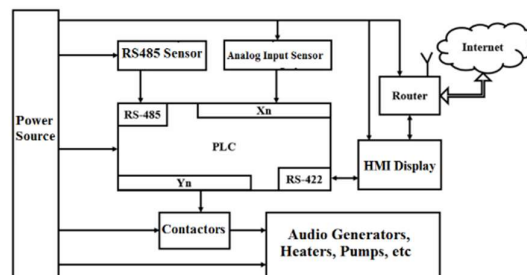 Internet
RS485 Sensor
Analog Input Sensor
Router
RS-485
Xn
Power
Source
PLC
HMI Display
RS-422
Yn
Contactors
Audio Generators,
Heaters, Pumps, etc